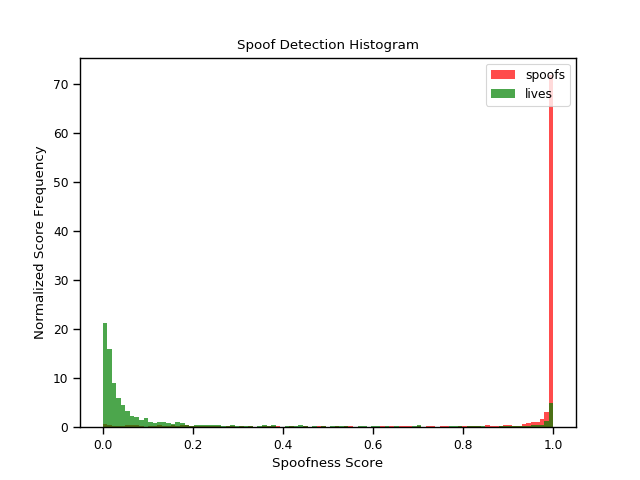 Spoof Detection Histogram
spoofs
lives
Normalized Score Frequency
70
60
50
40
30
20
10
0
0.0 0.2 0.4 0.6 0.8 1.0
Spoofness Score